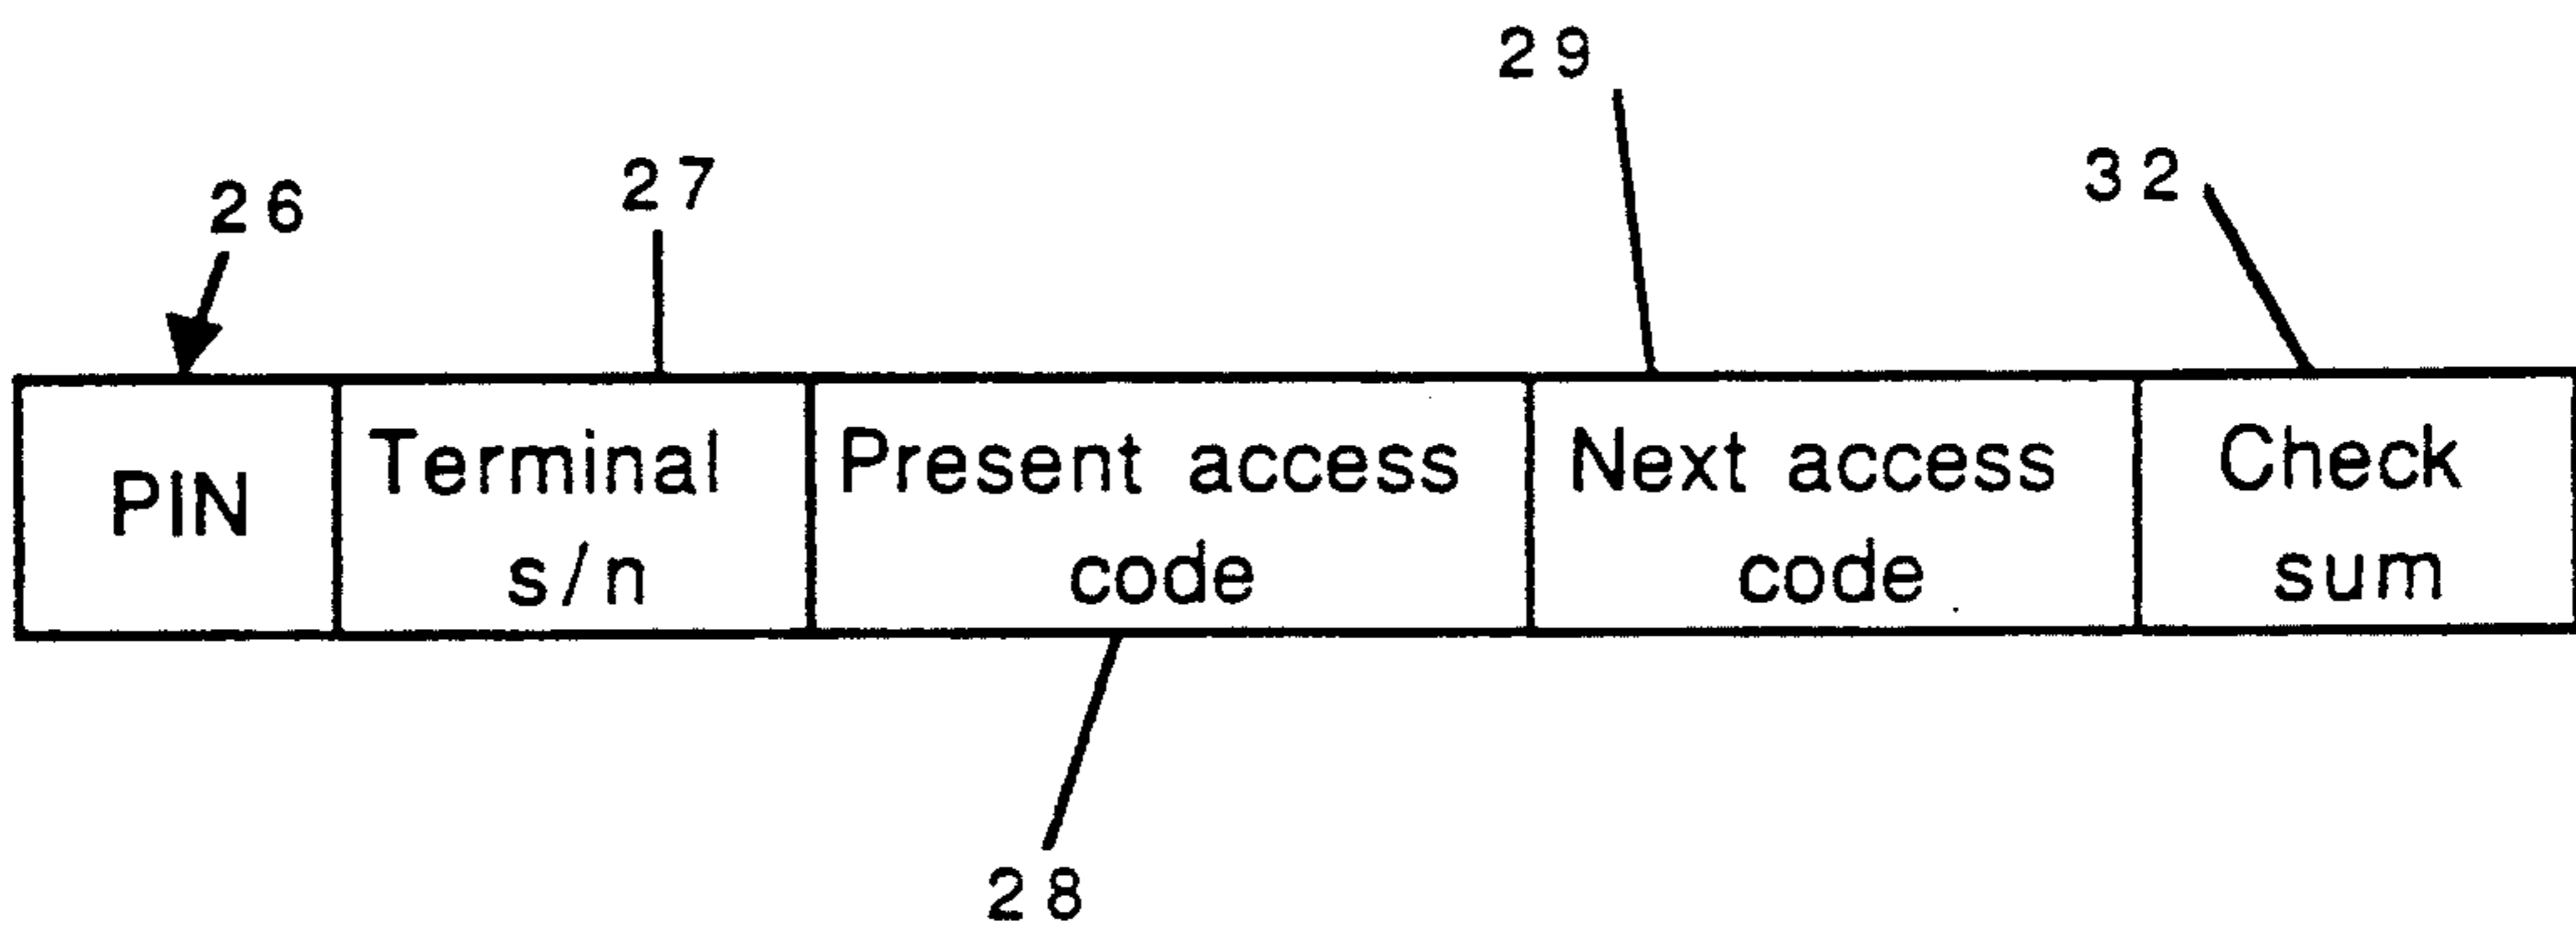 29
32
27
26
PIN
Terminal
s/n
Present access
code
Next access
code
Check
sum
28